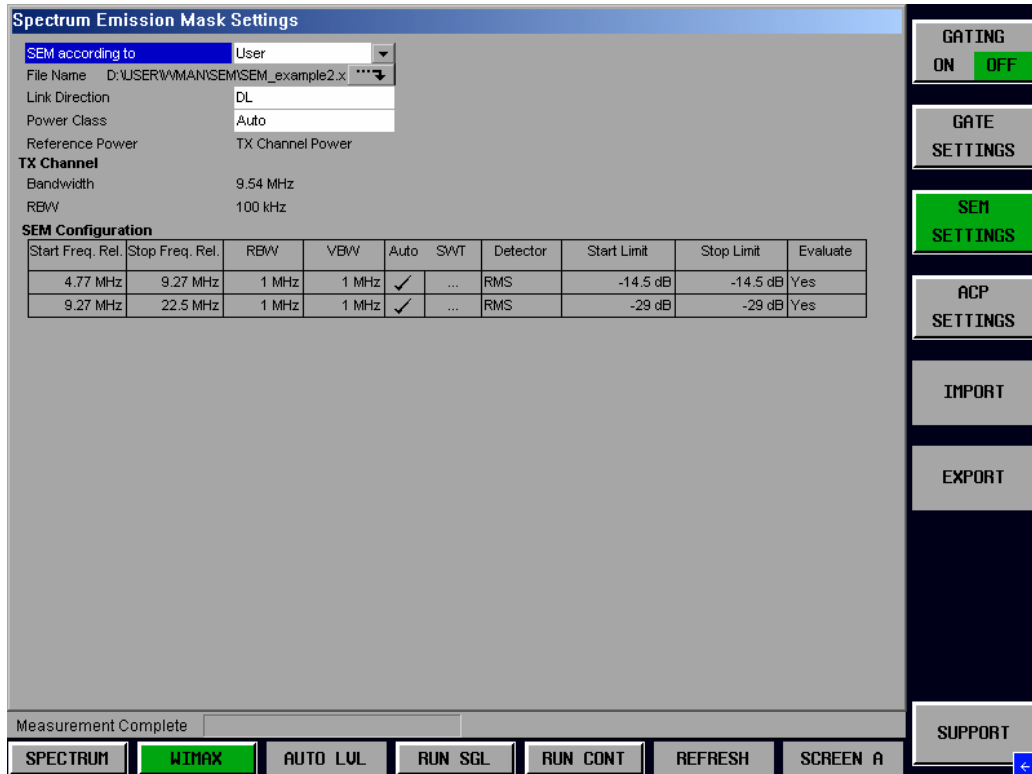 Spectrum Emission Mask Settings
SEM according to User
File Name D:\USER\WMAN\SEM\SEM_example2.x ...
Link Direction DL
Power Class Auto
Reference Power TX Channel Power
TX Channel
Bandwidth 9.54 MHz
RBW 100 kHz
SEM Configuration
Start Freq. Rel. Stop Freq. Rel. RBW VBW Auto SWT Detector Start Limit Stop Limit Evaluate
4.77 MHz 9.27 MHz 1 MHz 1 MHz ✓ ... RMS -14.5 dB -14.5 dB Yes
9.27 MHz 22.5 MHz 1 MHz 1 MHz ✓ ... RMS -29 dB -29 dB Yes
Measurement Complete
GATING
ON OFF
GATE
SETTINGS
SEM
SETTINGS
ACP
SETTINGS
IMPORT
EXPORT
SUPPORT
SPECTRUM WIMAX AUTO LVL RUN SGL RUN CONT REFRESH SCREEN A